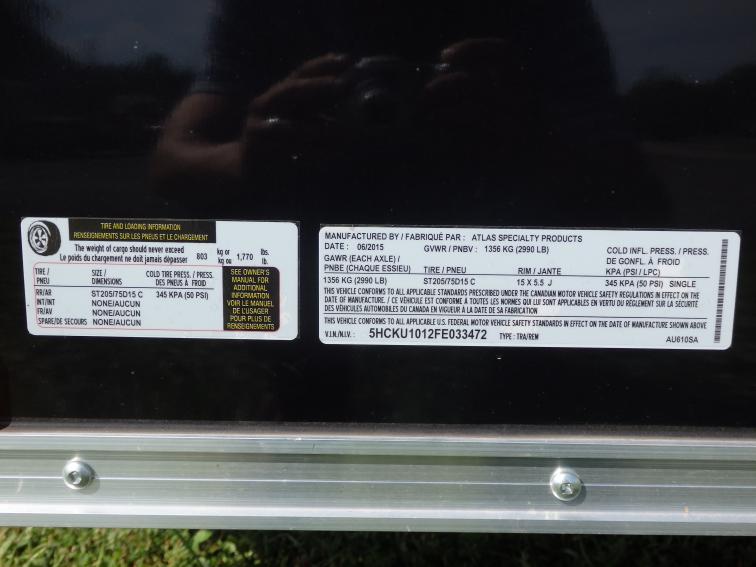 TIRE AND LOADING INFORMATION
RENSEIGNEMENTS SUR LES PNEUS ET LE CHARGEMENT
The weight of cargo should never exceed 803 kg or 1,770 lbs.
Le poids du chargement ne doit jamais dépasser kg ou lb.
TIRE / SIZE / COLD TIRE PRESS. / PRESS.
PNEU DIMENSIONS DES PNEUS À FROID
RR/AR ST205/75D15 C 345 KPA (50 PSI)
INT/INT NONE/AUCUN
FR/AV NONE/AUCUN
SPARE/DE SECOURS NONE/AUCUN
SEE OWNER'S
MANUAL FOR
ADDITIONAL
INFORMATION
VOIR LE MANUEL
DE L'USAGER
POUR PLUS DE
RENSEIGNEMENTS
MANUFACTURED BY / FABRIQUÉ PAR : ATLAS SPECIALTY PRODUCTS
DATE : 06/2015 GVWR / PNBV : 1356 KG (2990 LB)
GAWR (EACH AXLE) /
PNBE (CHAQUE ESSIEU) TIRE / PNEU RIM / JANTE
COLD INFL. PRESS. / PRESS.
DE GONFL. À FROID
KPA (PSI / LPC)
1356 KG (2990 LB) ST205/75D15 C 15 X 5.5 J 345 KPA (50 PSI) SINGLE
THIS VEHICLE CONFORMS TO ALL APPLICABLE STANDARDS PRESCRIBED UNDER THE CANADIAN MOTOR VEHICLE SAFETY REGULATIONS IN EFFECT ON THE
DATE OF MANUFACTURE. / CE VÉHICULE EST CONFORME À TOUTES LES NORMES QUI LUI SONT APPLICABLES EN VERTU DU RÈGLEMENT SUR LA SÉCURITÉ
DES VÉHICULES AUTOMOBILES DU CANADA EN VIGUEUR À LA DATE DE SA FABRICATION
THIS VEHICLE CONFORMS TO ALL APPLICABLE U.S. FEDERAL MOTOR VEHICLE SAFETY STANDARDS IN EFFECT ON THE DATE OF MANUFACTURE SHOWN ABOVE.
V.I.N./N.I.V. : 5HCKU1012FE033472 TYPE : TRA/REM AU610SA